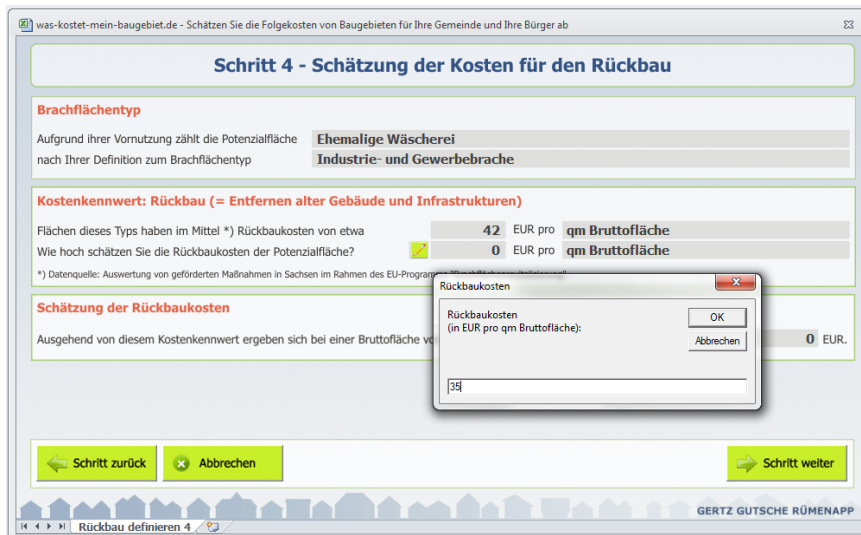 was-kostet-mein-baugebiet.de - Schätzen Sie die Folgekosten von Baugebieten für Ihre Gemeinde und Ihre Bürger ab
Schritt 4 - Schätzung der Kosten für den Rückbau
Brachflächentyp
Aufgrund ihrer Vornutzung zählt die Potenzialfläche Ehemalige Wäscherei
nach Ihrer Definition zum Brachflächentyp Industrie- und Gewerbebrache
Kostenkennwert: Rückbau (= Entfernen alter Gebäude und Infrastrukturen)
Flächen dieses Typs haben im Mittel *) Rückbaukosten von etwa 42 EUR pro qm Bruttofläche
Wie hoch schätzen Sie die Rückbaukosten der Potenzialfläche? 0 EUR pro qm Bruttofläche
*) Datenquelle: Auswertung von geförderten Maßnahmen in Sachsen im Rahmen des EU-Programms
Rückbaukosten
Rückbaukosten
(in EUR pro qm Bruttofläche):
OK
Abbrechen
35
Schätzung der Rückbaukosten
Ausgehend von diesem Kostenkennwert ergeben sich bei einer Bruttofläche 0 EUR.
Schritt zurück
Abbrechen
Schritt weiter
GERTZ GUTSCHE RÜMENAPP
Rückbau definieren 4